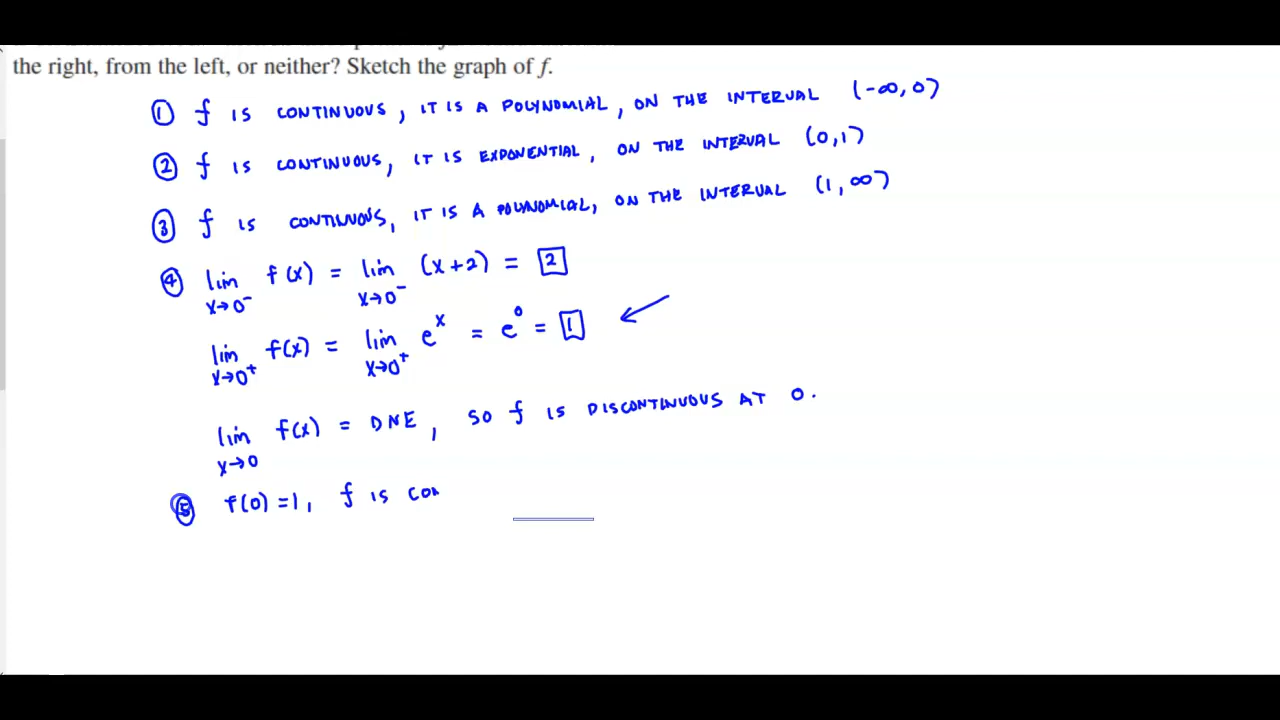 the right, from the left, or neither? Sketch the graph of f.
① f IS CONTINUOUS, IT IS A POLYNOMIAL, ON THE INTERVAL (-∞, 0)
② f IS CONTINUOUS, IT IS EXPONENTIAL, ON THE INTERVAL (0,1)
③ f IS CONTINUOUS, IT IS A POLYNOMIAL, ON THE INTERVAL (1, ∞)
④ lim x→0⁻ f(x) = lim x→0⁻ (x+2) = 2
lim x→0⁺ f(x) = lim x→0⁺ e^x = e^0 = 1
lim x→0 f(x) = DNE, SO f IS DISCONTINUOUS AT 0.
⑤ f(0) = 1, f IS CON